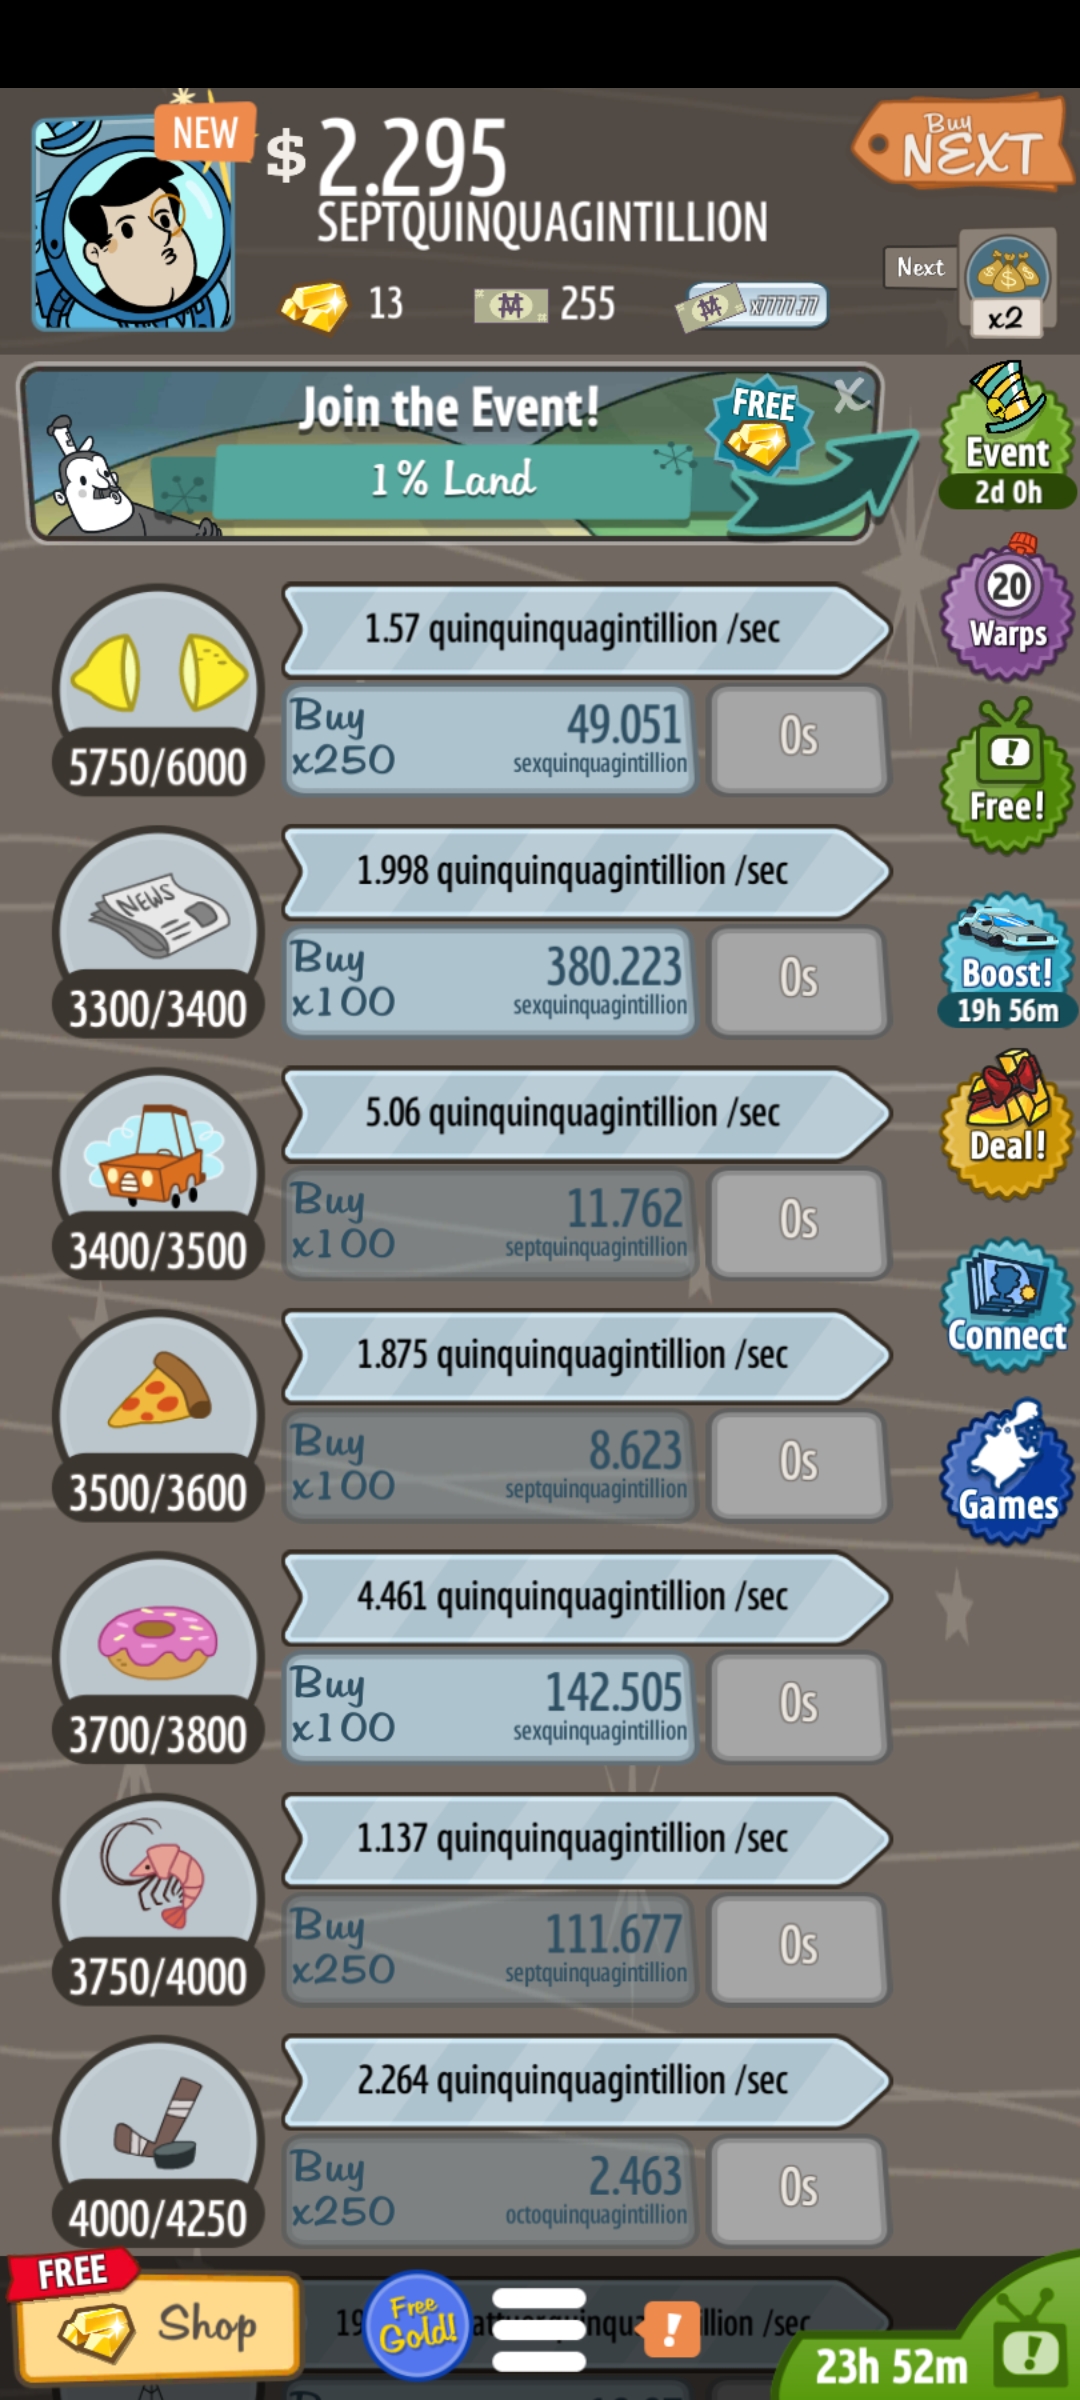 NEW
$ 2.295
SEPTQUINQUAGINTILLION
Buy
NEXT
13
255
x7777.77
Next
x2
Join the Event!
FREE
X
1% Land
Event
2d 0h
20
Warps
Free!
Boost!
19h 56m
Deal!
Connect
Games
1.57 quinquinquagintillion /sec
Buy
x250
49.051
sexquinquagintillion
0s
5750/6000
NEWS
1.998 quinquinquagintillion /sec
Buy
x100
380.223
sexquinquagintillion
0s
3300/3400
5.06 quinquinquagintillion /sec
Buy
x100
11.762
septquinquagintillion
0s
3400/3500
1.875 quinquinquagintillion /sec
Buy
x100
8.623
septquinquagintillion
0s
3500/3600
4.461 quinquinquagintillion /sec
Buy
x100
142.505
sexquinquagintillion
0s
3700/3800
1.137 quinquinquagintillion /sec
Buy
x250
111.677
septquinquagintillion
0s
3750/4000
2.264 quinquinquagintillion /sec
Buy
x250
2.463
octoquinquagintillion
0s
4000/4250
FREE
Shop
Free
Gold!
!
/sec
23h 52m
!